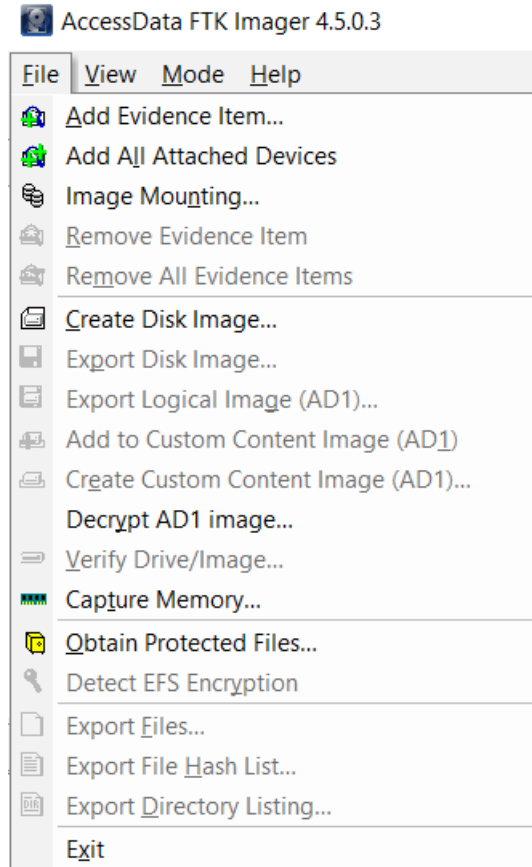 AccessData FTK Imager 4.5.0.3
File View Mode Help
Add Evidence Item...
Add All Attached Devices
Image Mounting...
Remove Evidence Item
Remove All Evidence Items
Create Disk Image...
Export Disk Image...
Export Logical Image (AD1)...
Add to Custom Content Image (AD1)
Create Custom Content Image (AD1)...
Decrypt AD1 image...
Verify Drive/Image...
Capture Memory...
Obtain Protected Files...
Detect EFS Encryption
Export Files...
Export File Hash List...
DIR Export Directory Listing...
Exit